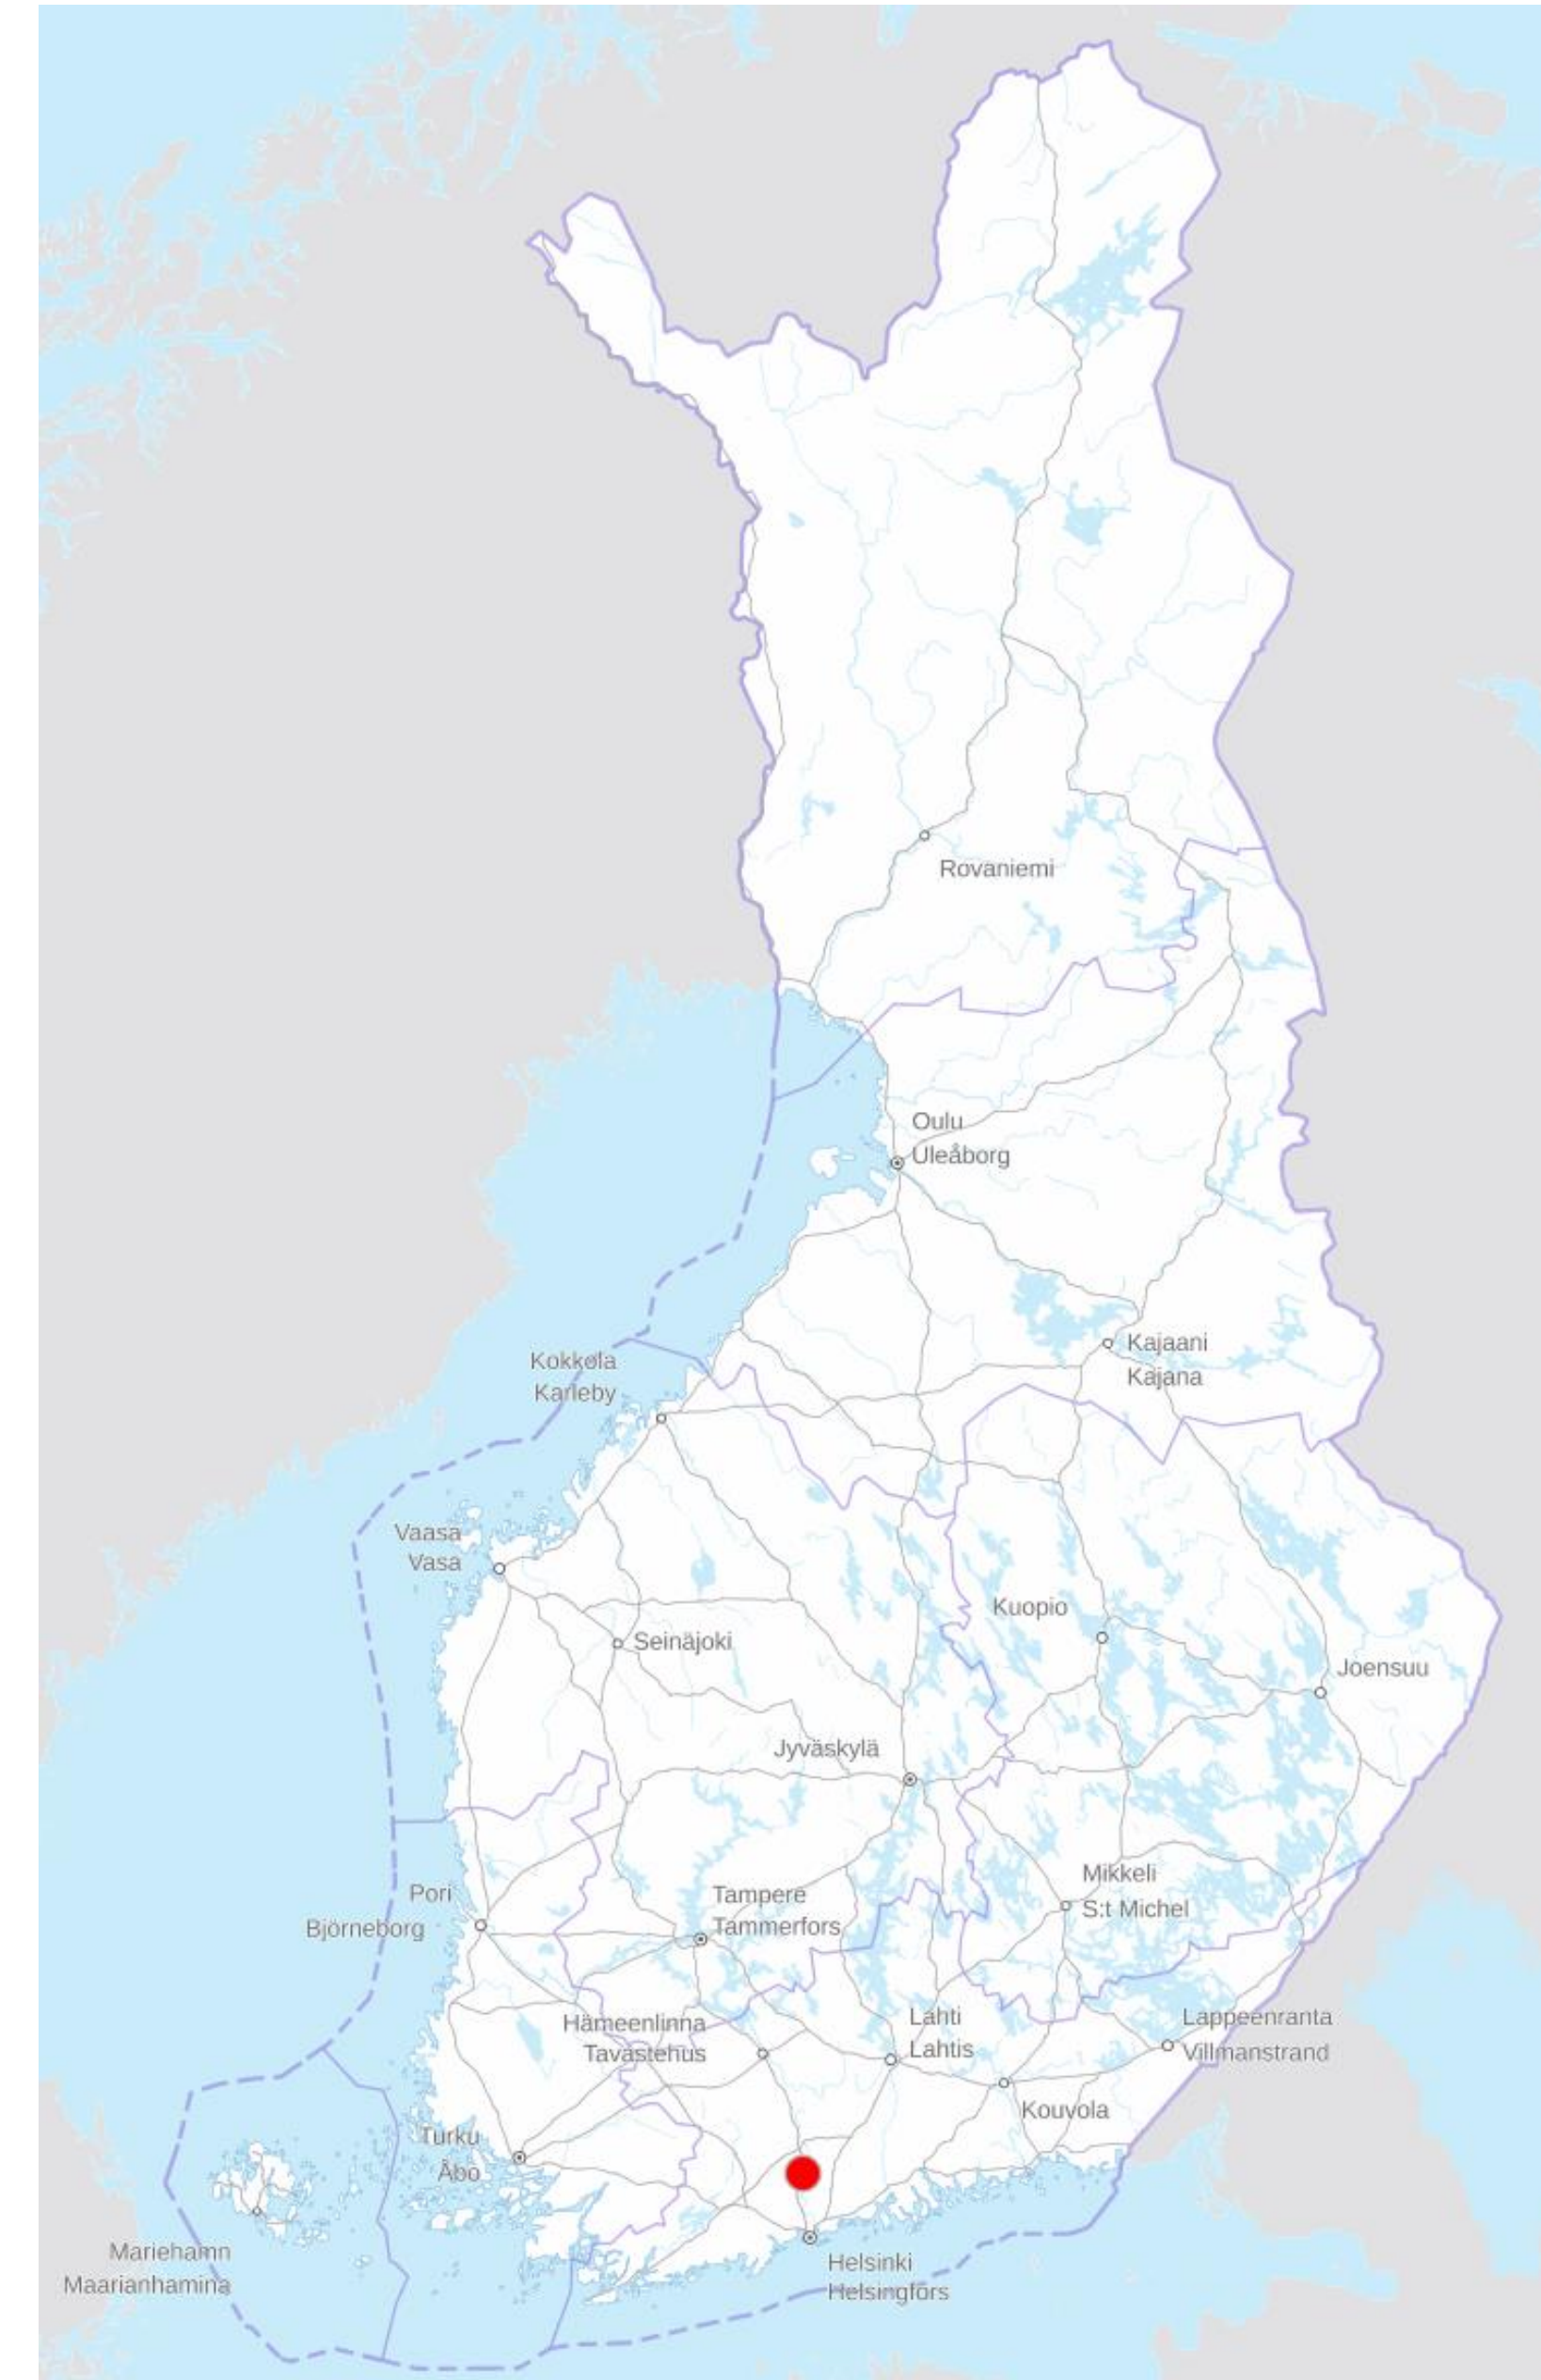 Rovaniemi
Oulu
Uleåborg
Kajaani
Kajana
Kokkola
Karleby
Vaasa
Vasa
Kuopio
Seinäjoki
Joensuu
Jyväskylä
Mikkeli
S:t Michel
Pori
Björneborg
Tampere
Tammerfors
Hämeenlinna
Tavastehus
Lahti
Lahtis
Lappeenranta
Villmanstrand
Kouvola
Turku
Åbo
Mariehamn
Maarianhamina
Helsinki
Helsingfors